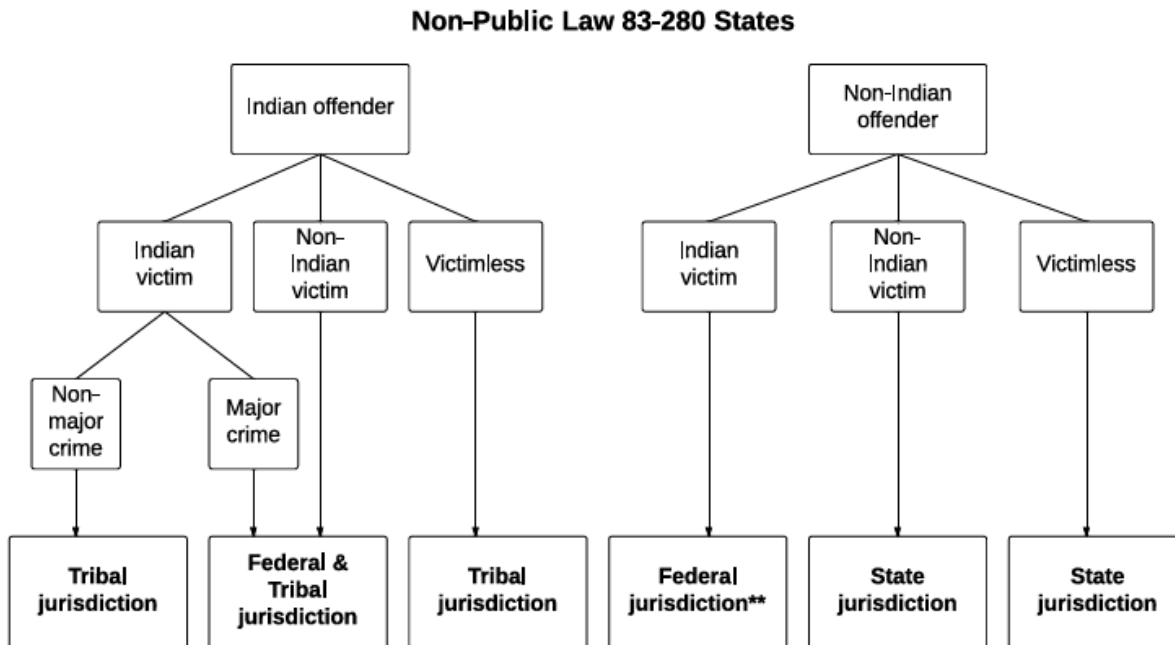 Non-Public Law 83-280 States
Indian offender
Non-Indian
offender
Indian
victim
Non-
Indian
victim
Victimless
Indian
victim
Non-
Indian
victim
Victimless
Non-
major
crime
Major
crime
Tribal
jurisdiction
Federal &
Tribal
jurisdiction
Tribal
jurisdiction
Federal
jurisdiction**
State
jurisdiction
State
jurisdiction